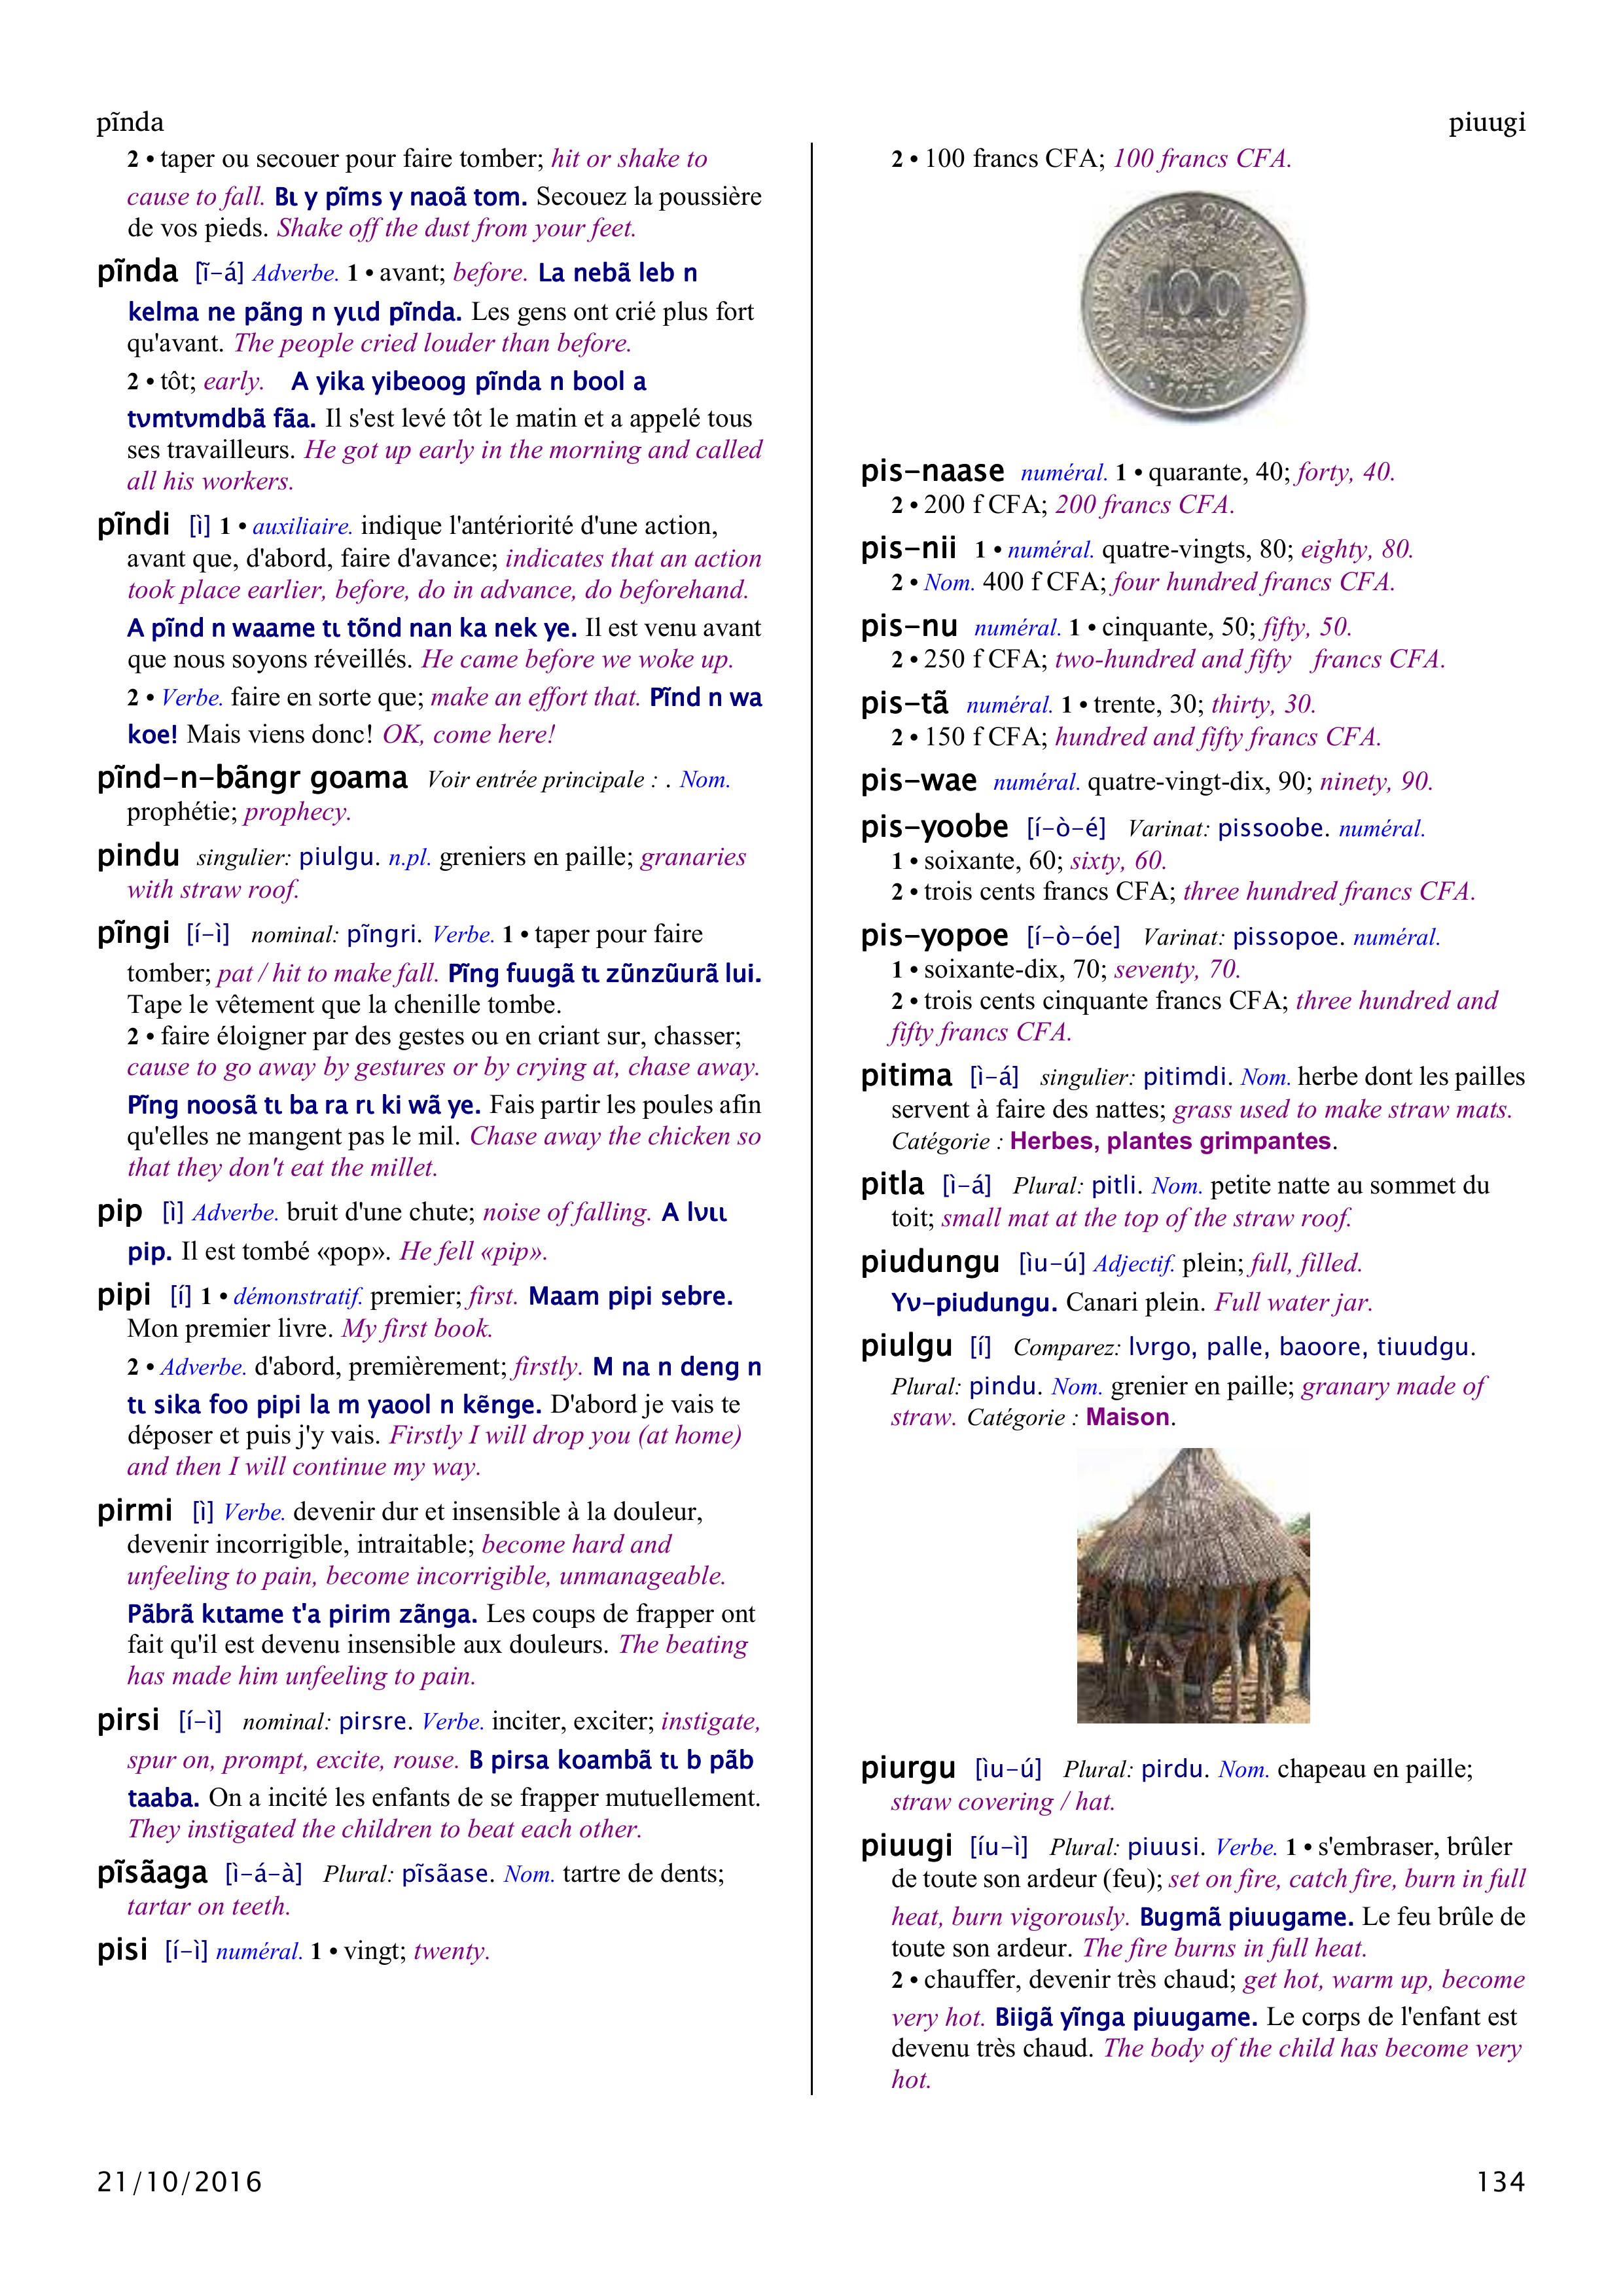 pĩnda
piuugi
2 • taper ou secouer pour faire tomber; hit or shake to
cause to fall. Bɩ y pĩms y naoã tom. Secouez la poussière
de vos pieds. Shake off the dust from your feet.
pĩnda [ĩ–á] Adverbe. 1 • avant; before. La nebã leb n
kelma ne pãng n yɩɩd pĩnda. Les gens ont crié plus fort
qu'avant. The people cried louder than before.
2 • tôt; early. A yika yibeoog pĩnda n bool a
tʋmtʋmdbã fãa. Il s'est levé tôt le matin et a appelé tous
ses travailleurs. He got up early in the morning and called
all his workers.
pĩndi [ì] 1 • auxiliaire. indique l'antériorité d'une action,
avant que, d'abord, faire d'avance; indicates that an action
took place earlier, before, do in advance, do beforehand.
A pĩnd n waame tɩ tõnd nan ka nek ye. Il est venu avant
que nous soyons réveillés. He came before we woke up.
2 • Verbe. faire en sorte que; make an effort that. Pĩnd n wa
koe! Mais viens donc! OK, come here!
pĩnd–n–bãngr goama Voir entrée principale : . Nom.
prophétie; prophecy.
pindu singulier: piulgu. n.pl. greniers en paille; granaries
with straw roof.
pĩngi [í–ì] nominal: pĩngri. Verbe. 1 • taper pour faire
tomber; pat / hit to make fall. Pĩng fuugã tɩ zũnzũurã lui.
Tape le vêtement que la chenille tombe.
2 • faire éloigner par des gestes ou en criant sur, chasser;
cause to go away by gestures or by crying at, chase away.
Pĩng noosã tɩ ba ra rɩ ki wã ye. Fais partir les poules afin
qu'elles ne mangent pas le mil. Chase away the chicken so
that they don't eat the millet.
pip [ì] Adverbe. bruit d'une chute; noise of falling. A lʋɩɩ
pip. Il est tombé «pop». He fell «pip».
pipi [í] 1 • démonstratif. premier; first. Maam pipi sebre.
Mon premier livre. My first book.
2 • Adverbe. d'abord, premièrement; firstly. M na n deng n
tɩ sika foo pipi la m yaool n kẽnge. D'abord je vais te
déposer et puis j'y vais. Firstly I will drop you (at home)
and then I will continue my way.
pirmi [ì] Verbe. devenir dur et insensible à la douleur,
devenir incorrigible, intraitable; become hard and
unfeeling to pain, become incorrigible, unmanageable.
Pãbrã kɩtame t'a pirim zãnga. Les coups de frapper ont
fait qu'il est devenu insensible aux douleurs. The beating
has made him unfeeling to pain.
pirsi [í–ì] nominal: pirsre. Verbe. inciter, exciter; instigate,
spur on, prompt, excite, rouse. B pirsa koambã tɩ b pãb
taaba. On a incité les enfants de se frapper mutuellement.
They instigated the children to beat each other.
pĩsãaga [ì–á–à] Plural: pĩsãase. Nom. tartre de dents;
tartar on teeth.
pisi [í–ì] numéral. 1 • vingt; twenty.
2 • 100 francs CFA; 100 francs CFA.
UNION MONETAIRE OUEST AFRICAINE
100
FRANCS
1975
pis–naase numéral. 1 • quarante, 40; forty, 40.
2 • 200 f CFA; 200 francs CFA.
pis–nii 1 • numéral. quatre-vingts, 80; eighty, 80.
2 • Nom. 400 f CFA; four hundred francs CFA.
pis–nu numéral. 1 • cinquante, 50; fifty, 50.
2 • 250 f CFA; two-hundred and fifty francs CFA.
pis–tã numéral. 1 • trente, 30; thirty, 30.
2 • 150 f CFA; hundred and fifty francs CFA.
pis–wae numéral. quatre-vingt-dix, 90; ninety, 90.
pis–yoobe [í–ò–é] Varinat: pissoobe. numéral.
1 • soixante, 60; sixty, 60.
2 • trois cents francs CFA; three hundred francs CFA.
pis–yopoe [í–ò–óe] Varinat: pissopoe. numéral.
1 • soixante-dix, 70; seventy, 70.
2 • trois cents cinquante francs CFA; three hundred and
fifty francs CFA.
pitima [ì–á] singulier: pitimdi. Nom. herbe dont les pailles
servent à faire des nattes; grass used to make straw mats.
Catégorie : Herbes, plantes grimpantes.
pitla [ì–á] Plural: pitli. Nom. petite natte au sommet du
toit; small mat at the top of the straw roof.
piudungu [ìu–ú] Adjectif. plein; full, filled.
Yʋ–piudungu. Canari plein. Full water jar.
piulgu [í] Comparez: lʋrgo, palle, baoore, tiuudgu.
Plural: pindu. Nom. grenier en paille; granary made of
straw. Catégorie : Maison.
piurgu [ìu–ú] Plural: pirdu. Nom. chapeau en paille;
straw covering / hat.
piuugi [íu–ì] Plural: piuusi. Verbe. 1 • s'embraser, brûler
de toute son ardeur (feu); set on fire, catch fire, burn in full
heat, burn vigorously. Bugmã piuugame. Le feu brûle de
toute son ardeur. The fire burns in full heat.
2 • chauffer, devenir très chaud; get hot, warm up, become
very hot. Biigã yĩnga piuugame. Le corps de l'enfant est
devenu très chaud. The body of the child has become very
hot.
21/10/2016
134